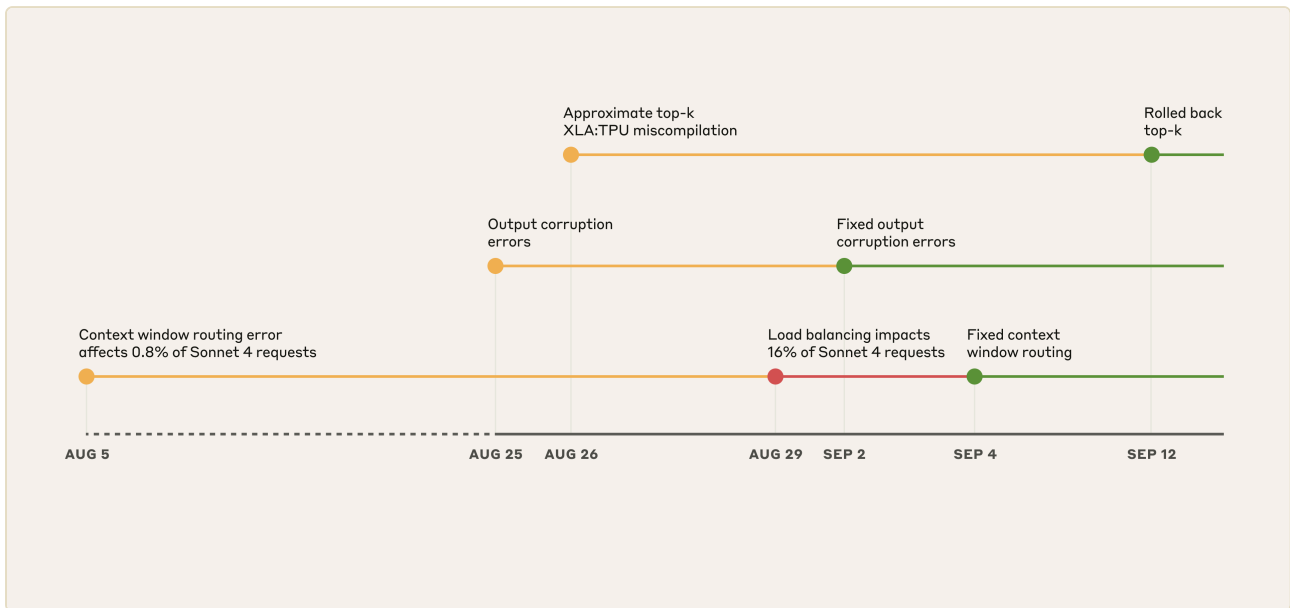 Approximate top-k
XLA:TPU miscompilation
Rolled back
top-k
Output corruption
errors
Fixed output
corruption errors
Context window routing error
affects 0.8% of Sonnet 4 requests
Load balancing impacts
16% of Sonnet 4 requests
Fixed context
window routing
AUG 5
AUG 25
AUG 26
AUG 29
SEP 2
SEP 4
SEP 12